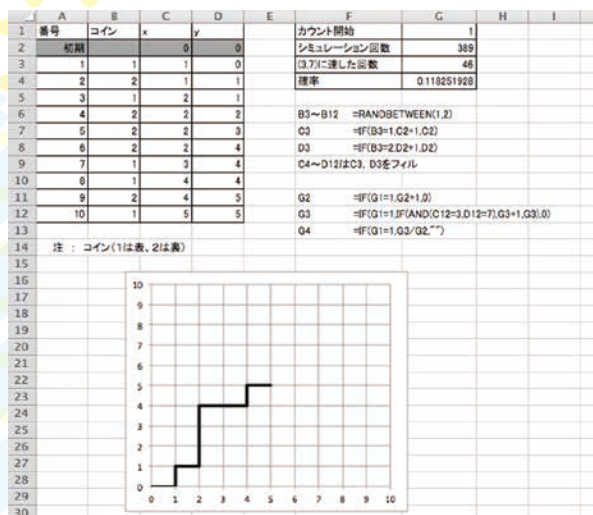 A B C D E F G H I
1 番号 コイン x y カウント開始 1
2 初期 0 0 シミュレーション回数 389
3 1 1 1 0 (3,7)に達した回数 46
4 2 2 1 1 確率 0.118251928
5 3 1 2 1
6 4 2 2 2 B3～B12 =RANDBETWEEN(1,2)
7 5 2 2 3 C3 =IF(B3=1,C2+1,C2)
8 6 2 2 4 D3 =IF(B3=2,D2+1,D2)
9 7 1 3 4 C4～D12はC3, D3をフィル
10 8 1 4 4
11 9 2 4 5 G2 =IF(G1=1,G2+1,0)
12 10 1 5 5 G3 =IF(G1=1,IF(AND(C12=3,D12=7),G3+1,G3),0)
13 G4 =IF(G1=1,G3/G2,"")
14 注 : コイン(1は表、2は裏)
15
16
17
18
19
20
21
22
23
24
25
26
27
28
29
30
10
9
8
7
6
5
4
3
2
1
0
0 1 2 3 4 5 6 7 8 9 10